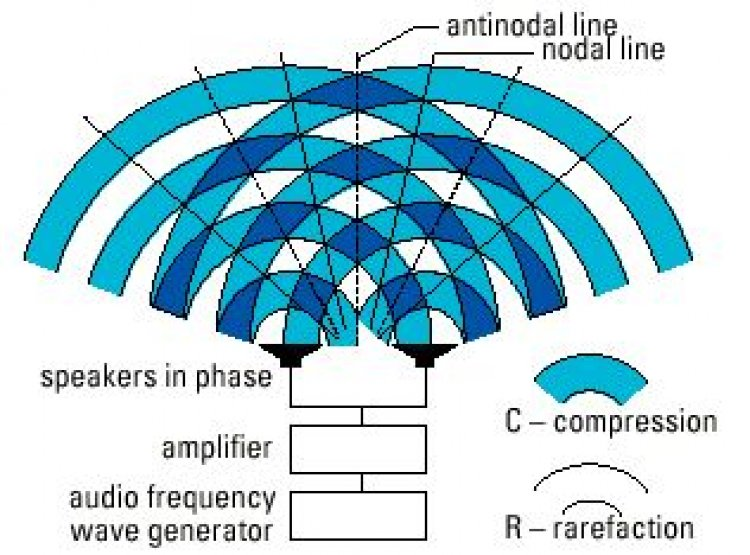 antinodal line
nodal line
speakers in phase
amplifier
audio frequency
wave generator
C – compression
R – rarefaction